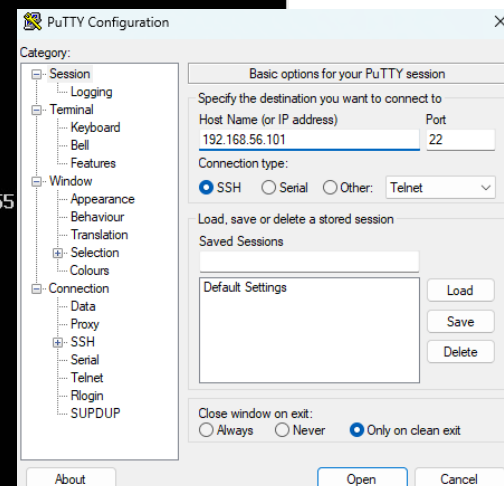 PuTTY Configuration
Category:
Session
Logging
Terminal
Keyboard
Bell
Features
Window
Appearance
Behaviour
Translation
Selection
Colours
Connection
Data
Proxy
SSH
Serial
Telnet
Rlogin
SUPDUP
Basic options for your PuTTY session
Specify the destination you want to connect to
Host Name (or IP address) Port
192.168.56.101 22
Connection type:
SSH Serial Other: Telnet
Load, save or delete a stored session
Saved Sessions
Default Settings
Load
Save
Delete
Close window on exit:
Always Never Only on clean exit
About Open Cancel